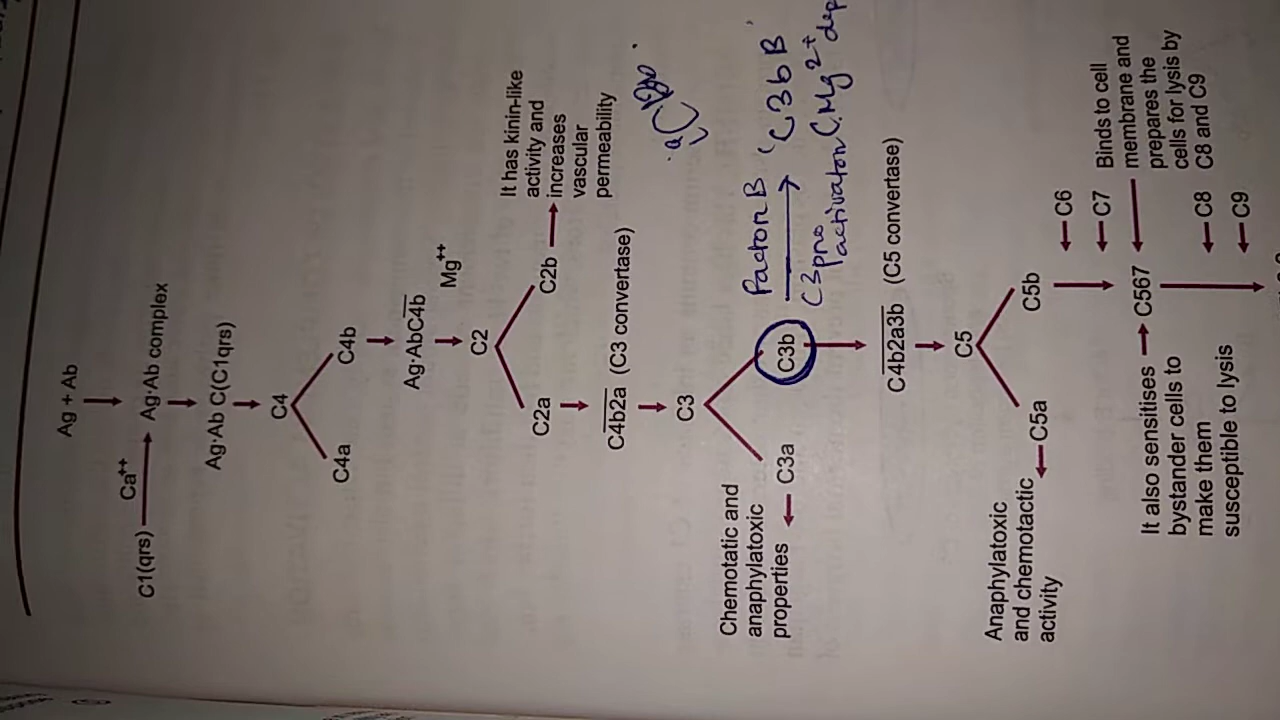 Ag + Ab
Ca++
C1(qrs)
Ag·Ab complex
Ag·Ab C(C1qrs)
C4
C4a
C4b
Ag·AbC4b
Mg++
C2
C2a
C2b
It has kinin-like
activity and
increases
vascular
permeability
C4b2a (C3 convertase)
C3
Chemotatic and
anaphylatoxic
properties
C3a
C3b
Factor B
'C3bB'
C3 pro
activator
Mg2+ dep
C4b2a3b (C5 convertase)
C5
Anaphylatoxic
and chemotactic
activity
C5a
C5b
C6
C7
It also sensitises
bystander cells to
make them
susceptible to lysis
C567
Binds to cell
membrane and
prepares the
cells for lysis by
C8 and C9
C8
C9